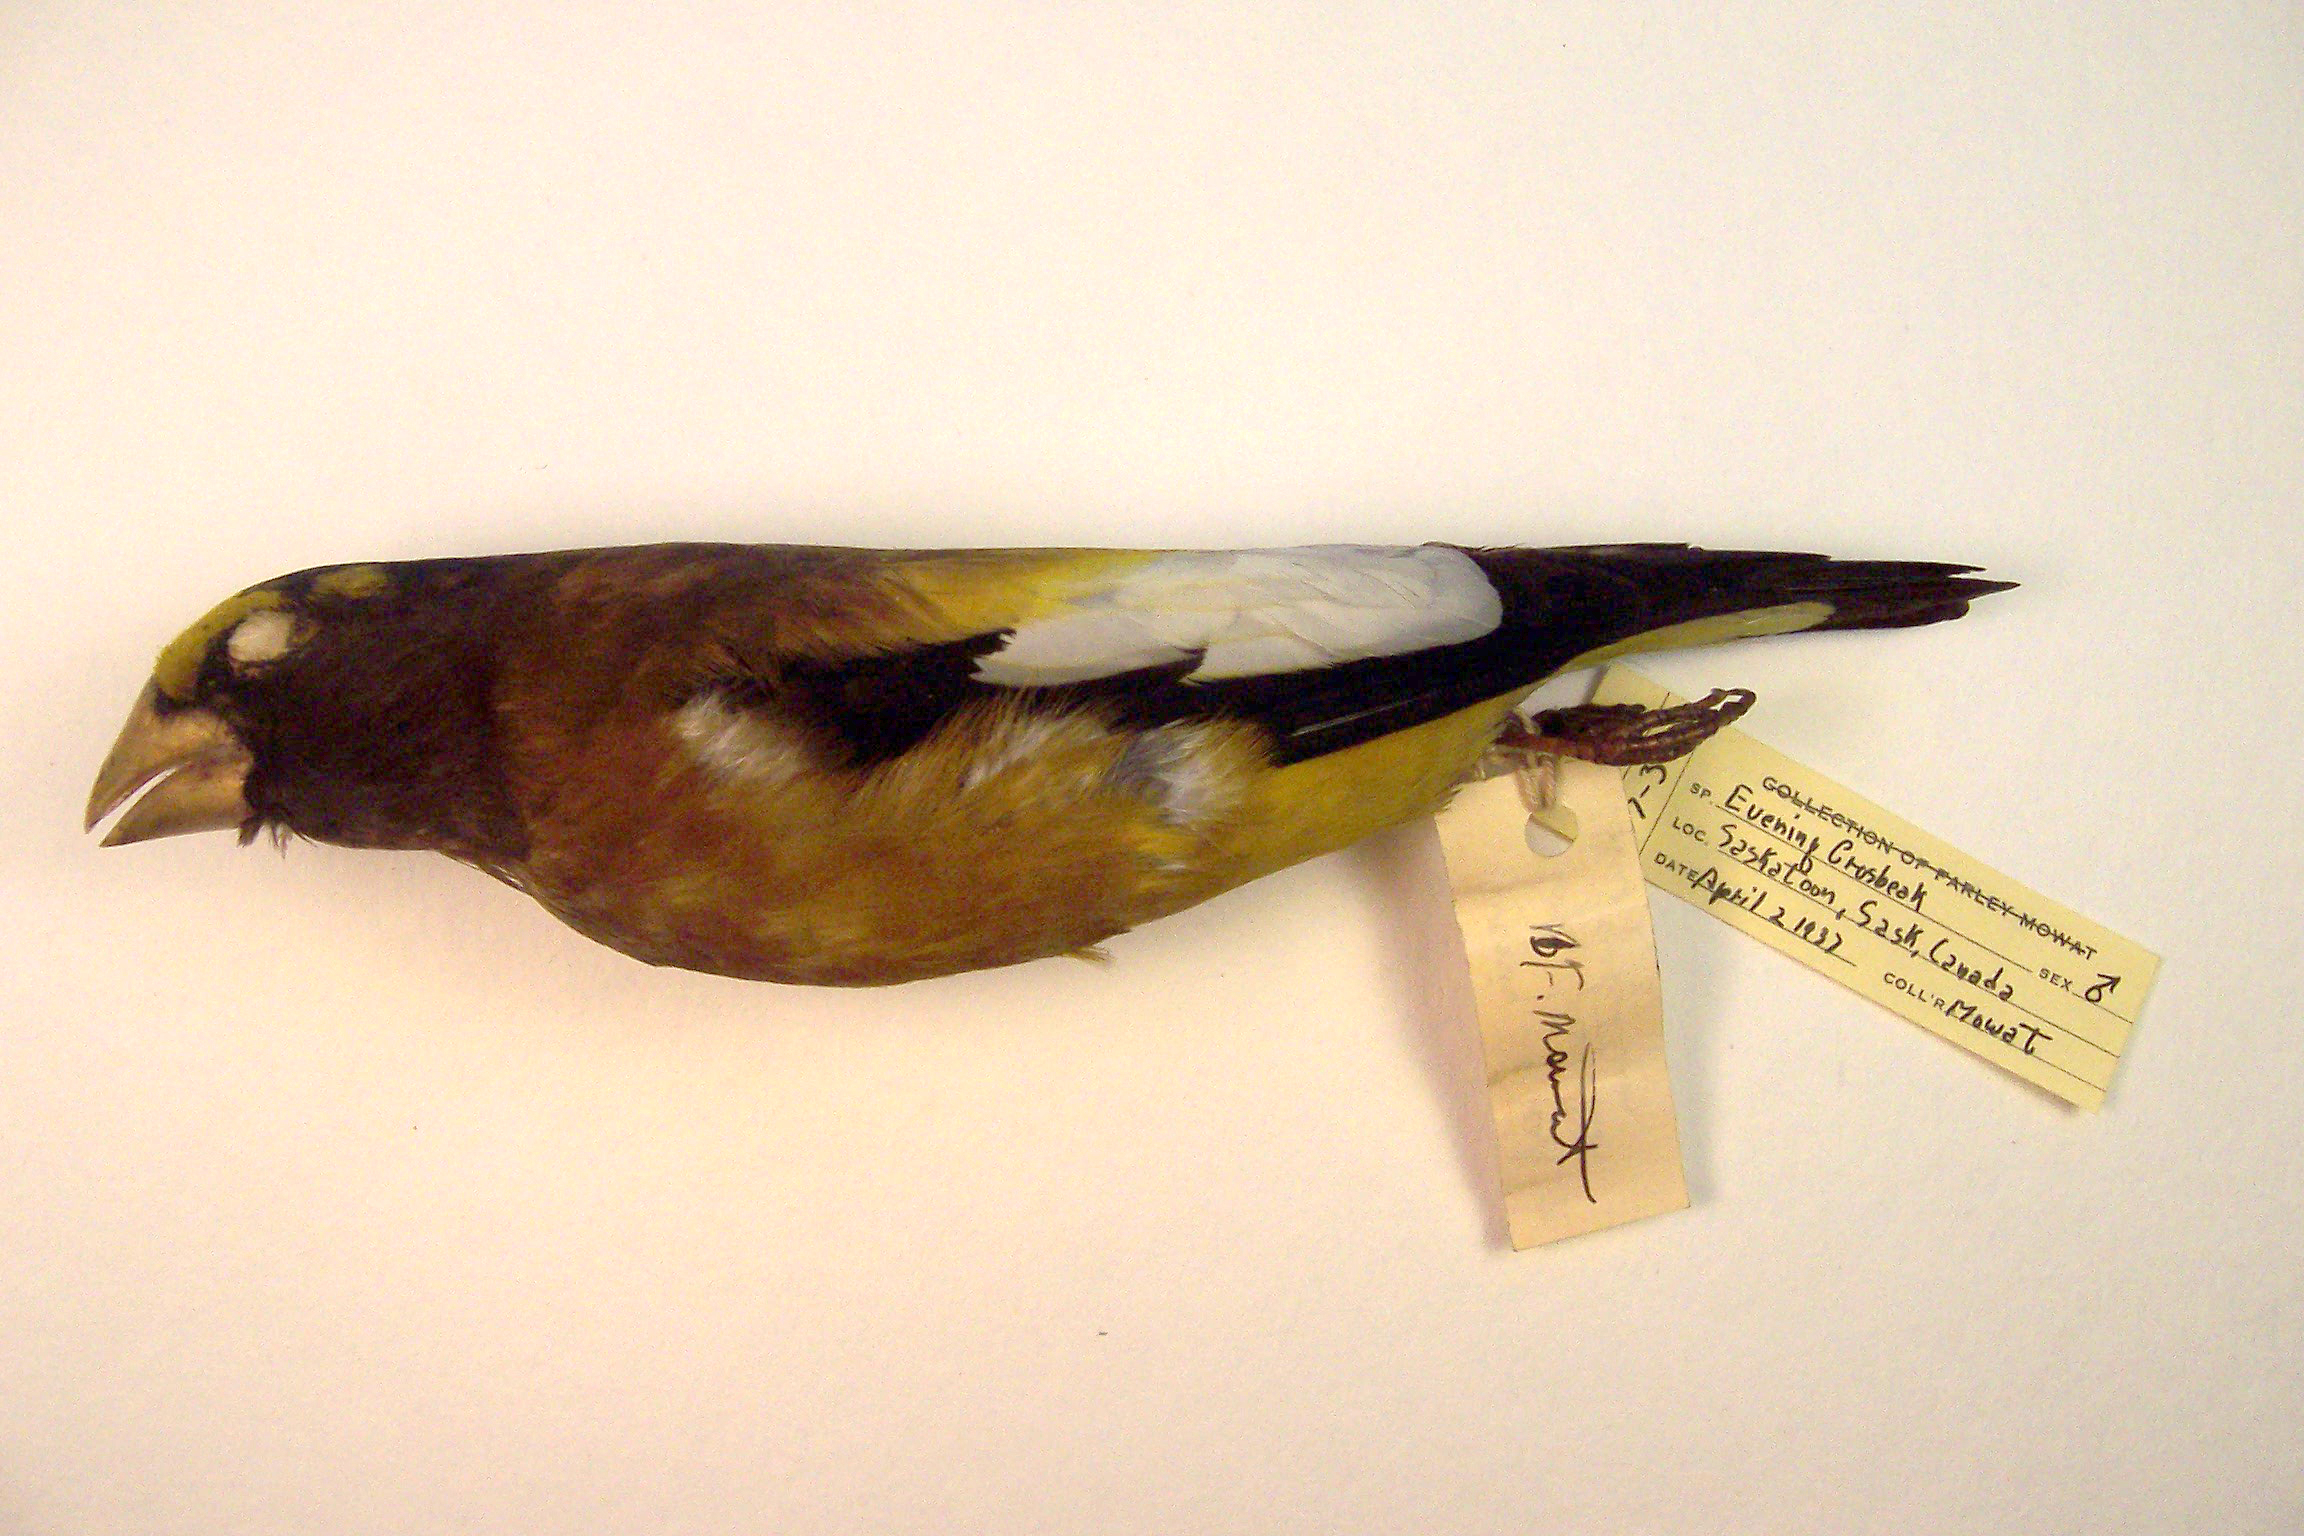 7-3
COLLECTION OF FARLEY MOWAT
SP. Evening Grosbeak SEX ♂
LOC. Saskatoon, Sask, Canada
DATE April 2 1937 COLL'R Mowat
F. Mowat